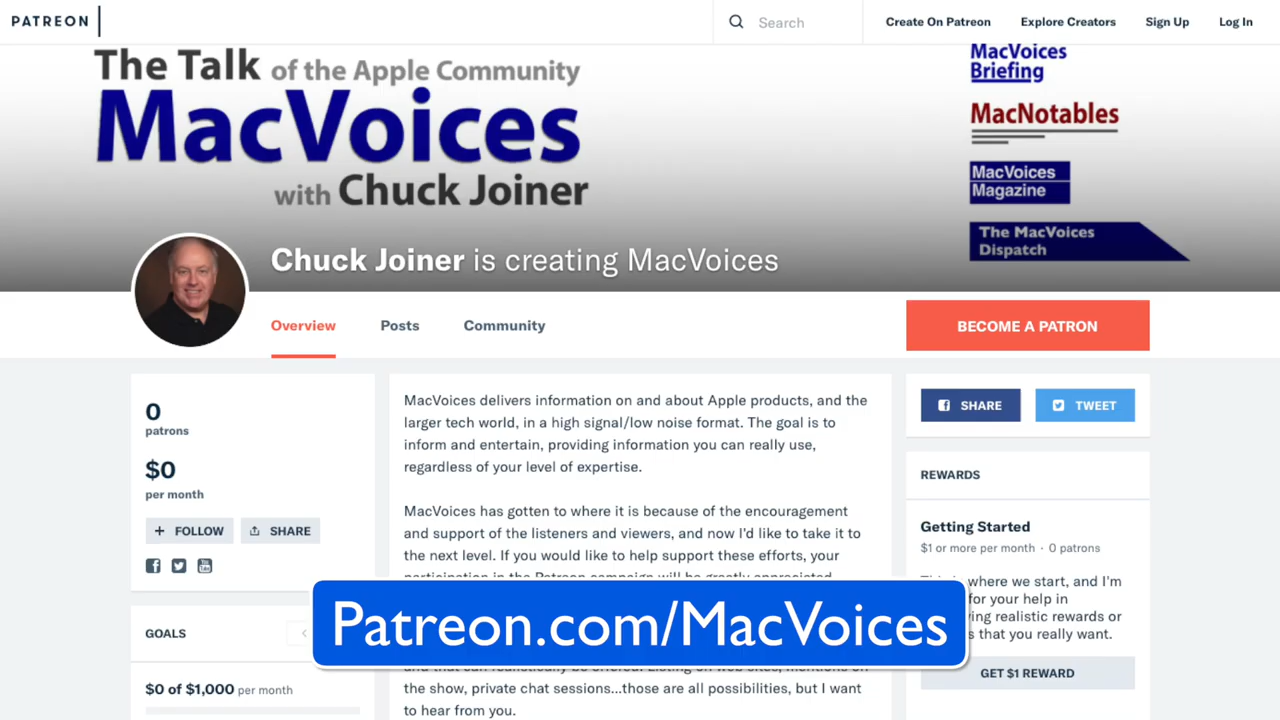 PATREON
Search
Create On Patreon
Explore Creators
Sign Up
Log In
The Talk of the Apple Community
MacVoices
with Chuck Joiner
MacVoices
Briefing
MacNotables
MacVoices
Magazine
The MacVoices
Dispatch
Chuck Joiner is creating MacVoices
Overview
Posts
Community
BECOME A PATRON
0
patrons
$0
per month
+ FOLLOW
SHARE
GOALS
$0 of $1,000 per month
MacVoices delivers information on and about Apple products, and the
larger tech world, in a high signal/low noise format. The goal is to
inform and entertain, providing information you can really use,
regardless of your level of expertise.
MacVoices has gotten to where it is because of the encouragement
and support of the listeners and viewers, and now I'd like to take it to
the next level. If you would like to help support these efforts, your
participation in the Patreon campaign will be greatly appreciated
the show, private chat sessions...those are all possibilities, but I want
to hear from you.
SHARE
TWEET
REWARDS
Getting Started
$1 or more per month · 0 patrons
where we start, and I'm
for your help in
realistic rewards or
that you really want.
GET $1 REWARD
Patreon.com/MacVoices